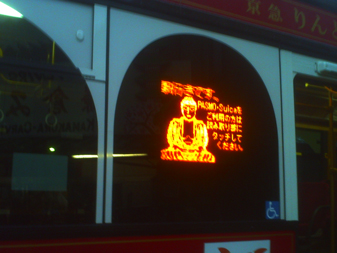 京急 りんど
PASMO・Suicaを
ご利用の方は
読み取り部に
タッチして
ください。